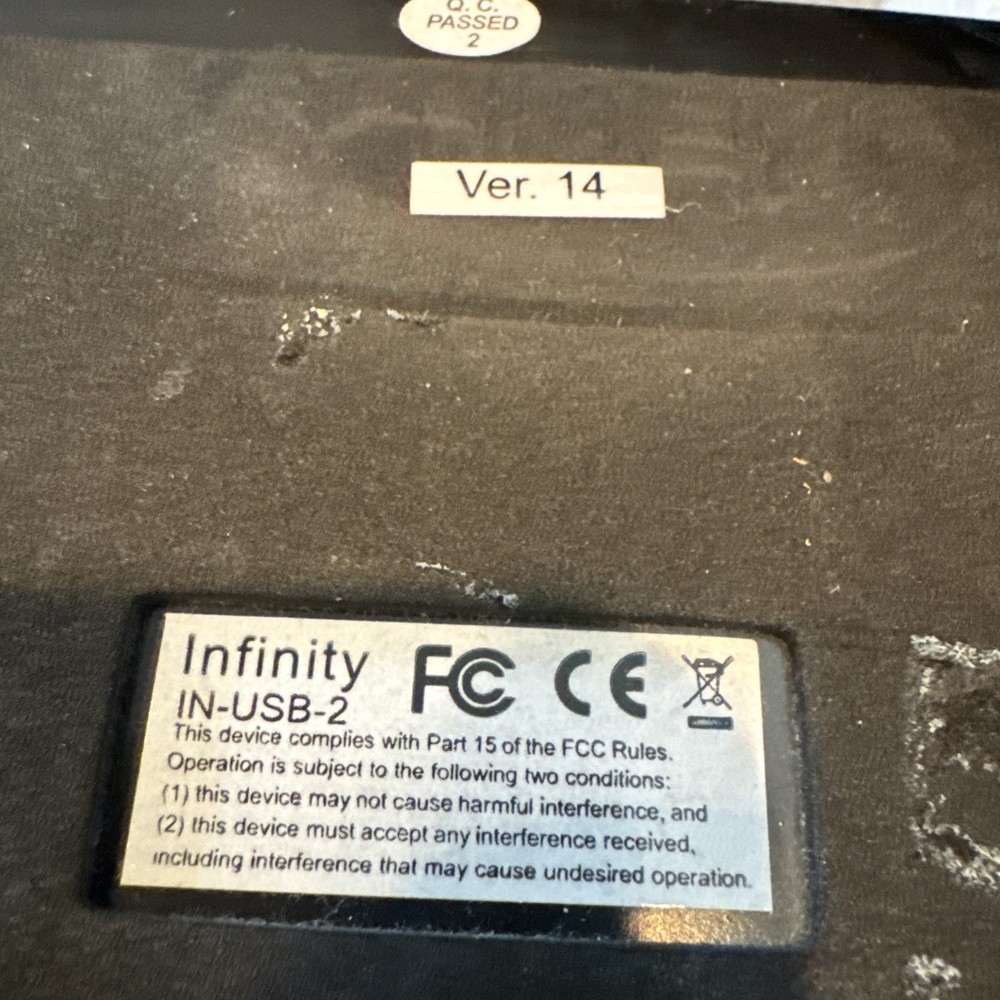 Q. C.
PASSED
2
Ver. 14
Infinity FC CE
IN-USB-2
This device complies with Part 15 of the FCC Rules.
Operation is subject to the following two conditions:
(1) this device may not cause harmful interference, and
(2) this device must accept any interference received,
including interference that may cause undesired operation.